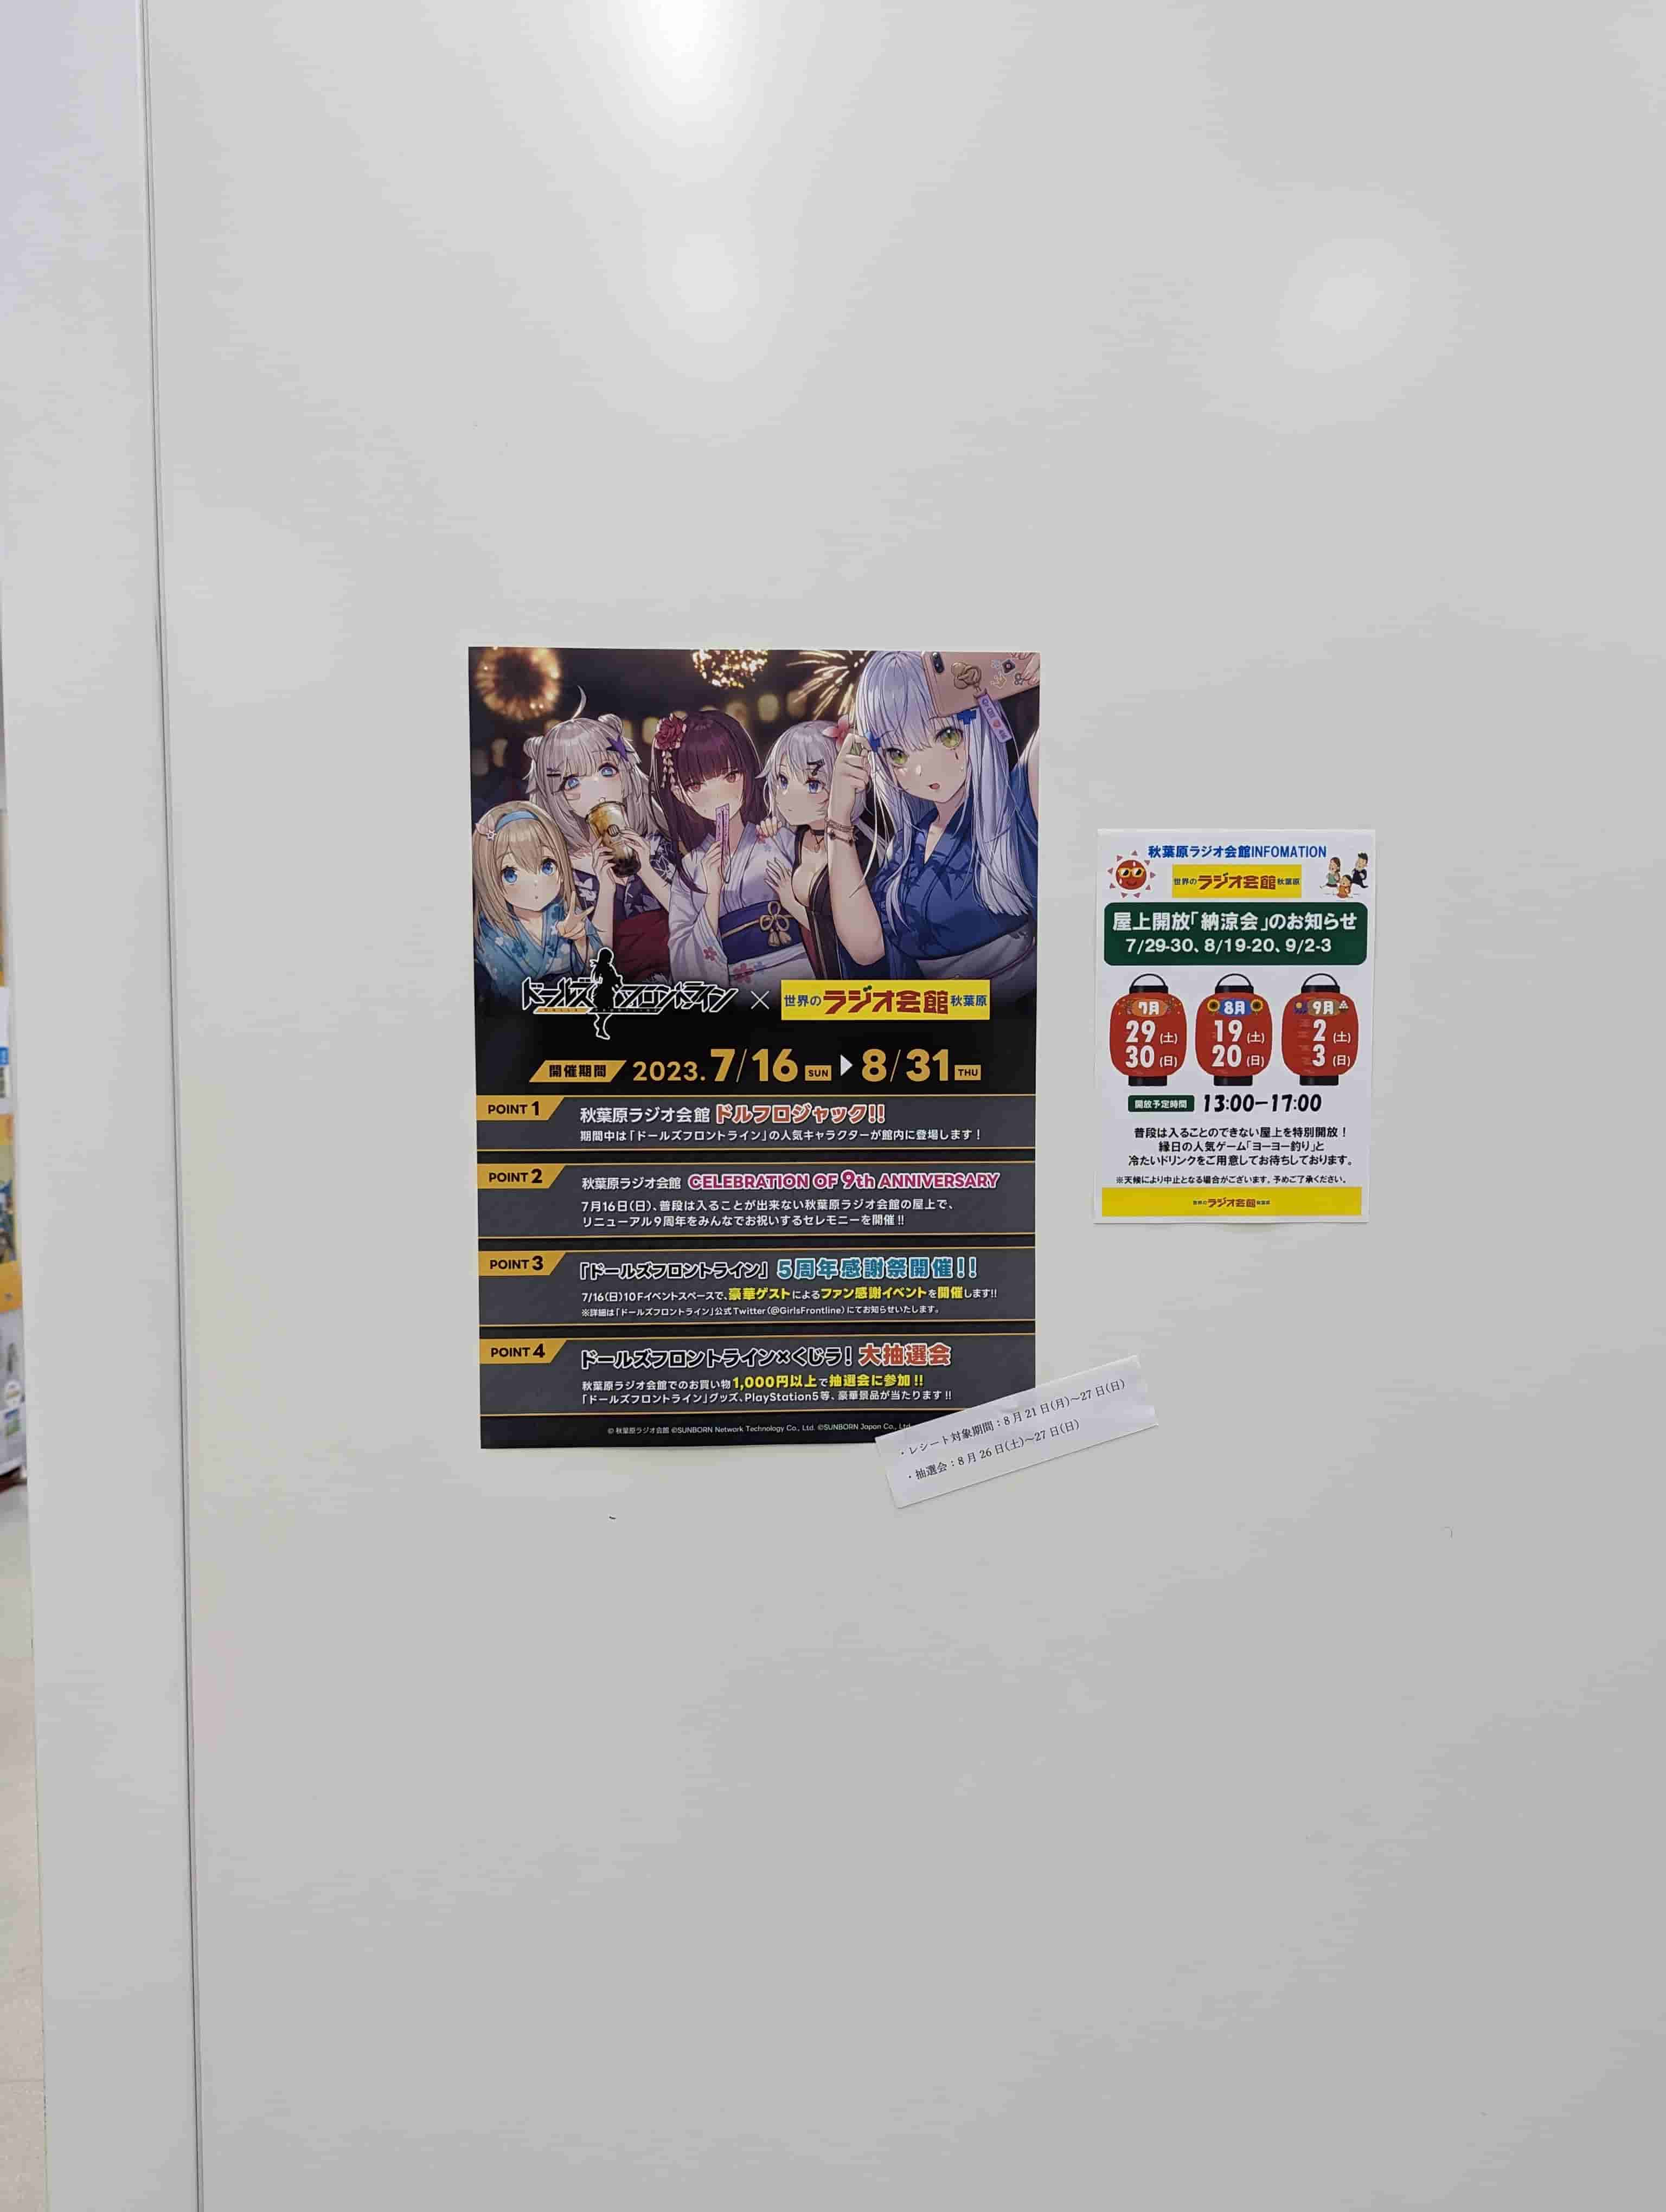 ドールズフロントライン × 世界のラジオ会館秋葉原
開催期間 2023.7/16 SUN ▶ 8/31 THU
POINT 1
秋葉原ラジオ会館 ドルフロジャック!!
期間中は「ドールズフロントライン」の人気キャラクターが館内に登場します!
POINT 2
秋葉原ラジオ会館 CELEBRATION OF 9th ANNIVERSARY
7月16日(日)、普段は入ることが出来ない秋葉原ラジオ会館の屋上で、
リニューアル9周年をみんなでお祝いするセレモニーを開催!!
POINT 3
「ドールズフロントライン」 5周年感謝祭開催!!
7/16(日)10Fイベントスペースで、豪華ゲストによるファン感謝イベントを開催します!!
※詳細は「ドールズフロントライン」公式Twitter(@GirlsFrontline)にてお知らせいたします。
POINT 4
ドールズフロントライン×くじラ! 大抽選会
秋葉原ラジオ会館でのお買い物1,000円以上で抽選会に参加!!
「ドールズフロントライン」グッズ、PlayStation5等、豪華景品が当たります!!
© 秋葉原ラジオ会館 ©SUNBORN Network Technology Co., Ltd. ©SUNBORN Japan Co., Ltd.
・レシート対象期間:8月21日(月)~27日(日)
・抽選会:8月26日(土)~27日(日)
秋葉原ラジオ会館INFOMATION
世界のラジオ会館秋葉原
屋上開放「納涼会」のお知らせ
7/29-30、8/19-20、9/2-3
7月
29(土)
30(日)
8月
19(土)
20(日)
9月
2(土)
3(日)
開放予定時間 13:00-17:00
普段は入ることのできない屋上を特別開放!
縁日の人気ゲーム「ヨーヨー釣り」と
冷たいドリンクをご用意してお待ちしております。
※天候により中止となる場合がございます。予めご了承ください。
世界のラジオ会館秋葉原